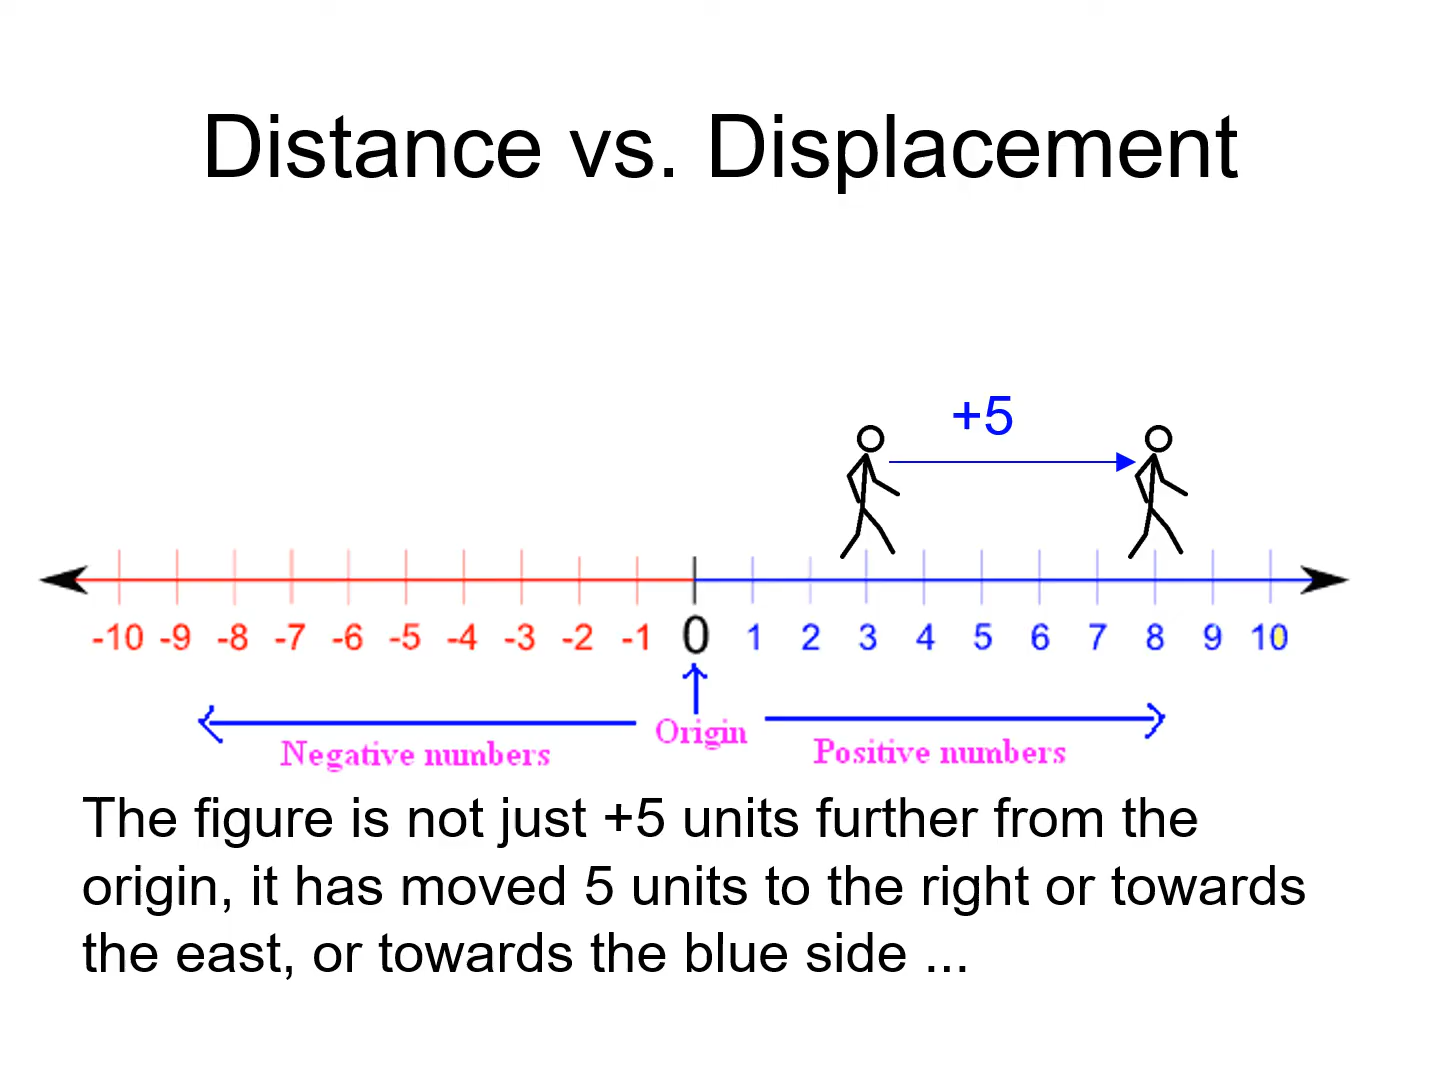 Distance vs. Displacement
+5
-10 -9 -8 -7 -6 -5 -4 -3 -2 -1 0 1 2 3 4 5 6 7 8 9 10
Origin
Negative numbers
Positive numbers
The figure is not just +5 units further from the
origin, it has moved 5 units to the right or towards
the east, or towards the blue side ...